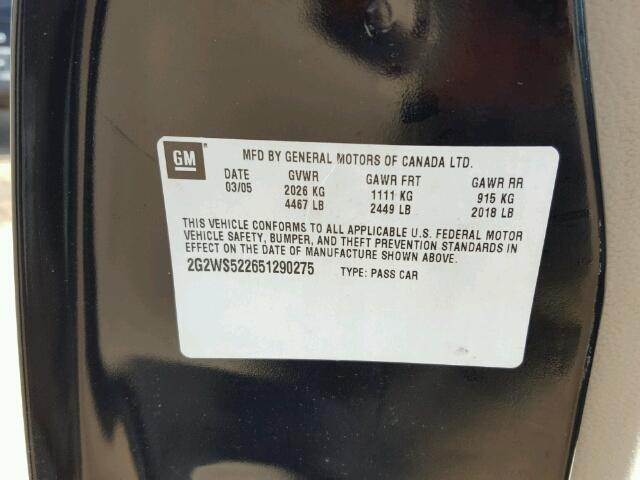 GM
MFD BY GENERAL MOTORS OF CANADA LTD.
DATE GVWR GAWR FRT GAWR RR
03/05 2026 KG 1111 KG 915 KG
4467 LB 2449 LB 2018 LB
THIS VEHICLE CONFORMS TO ALL APPLICABLE U.S. FEDERAL MOTOR
VEHICLE SAFETY, BUMPER, AND THEFT PREVENTION STANDARDS IN
EFFECT ON THE DATE OF MANUFACTURE SHOWN ABOVE.
2G2WS522651290275 TYPE: PASS CAR